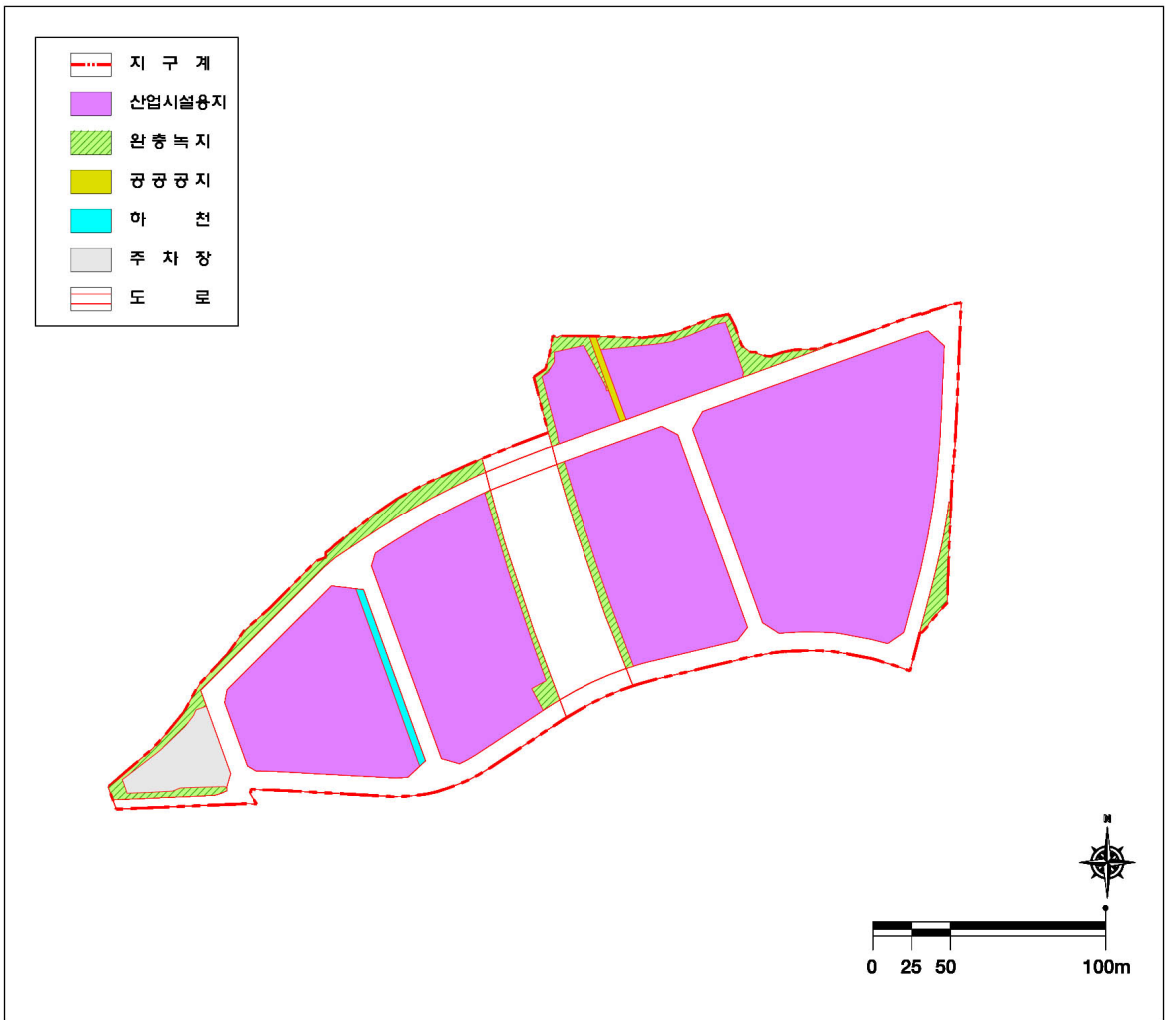 지 구 계
산업시설용지
완 충 녹 지
공 공 공 지
하 천
주 차 장
도 로
N
0 25 50 100m